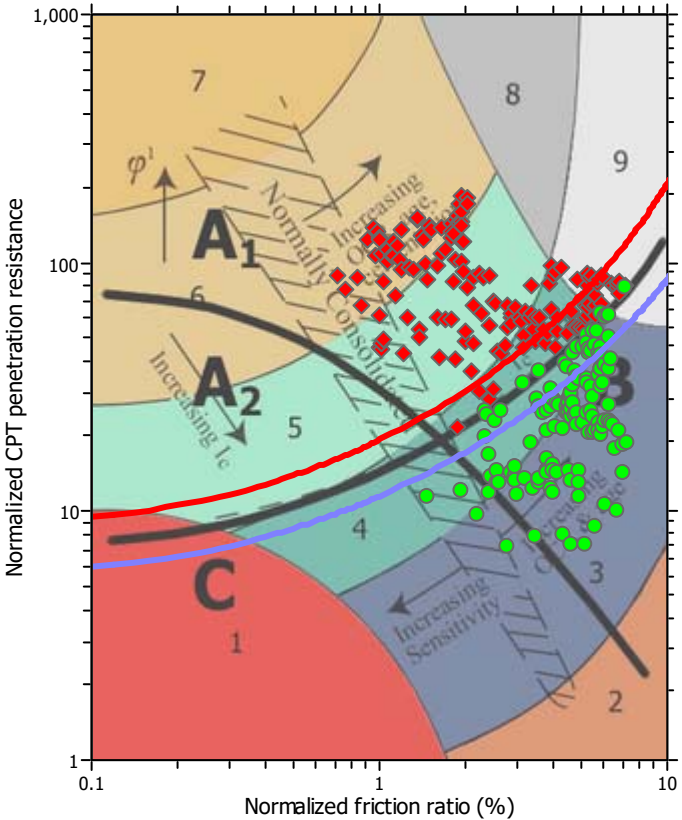 1,000
100
10
1
Normalized CPT penetration resistance
7
8
9
φ'
A1
6
Normally Consolidated
Increasing
A2
Increasing Ic
5
B
4
C
1
Increasing
Sensitivity
Increasing
3
2
0.1
1
10
Normalized friction ratio (%)